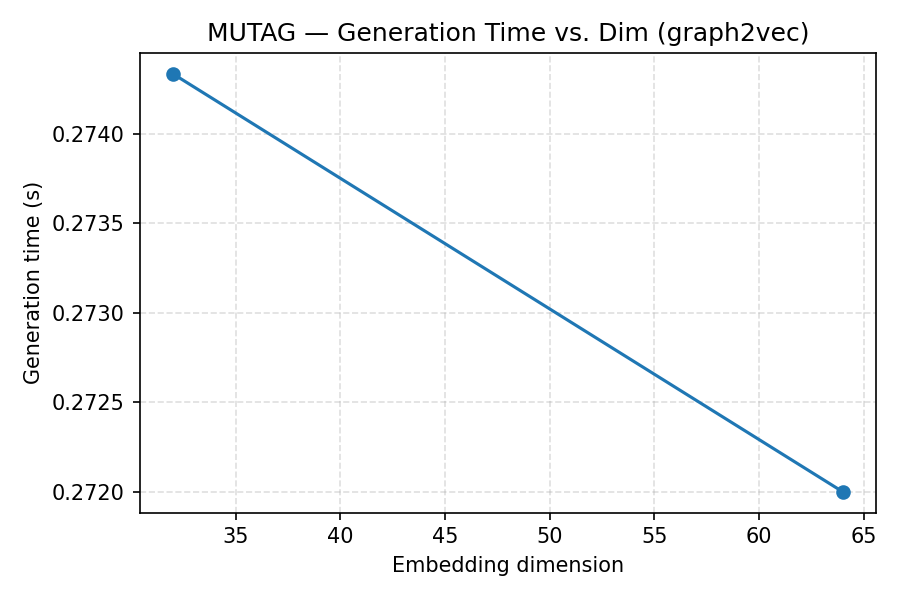 MUTAG — Generation Time vs. Dim (graph2vec)
Generation time (s)
0.2740
0.2735
0.2730
0.2725
0.2720
35 40 45 50 55 60 65
Embedding dimension